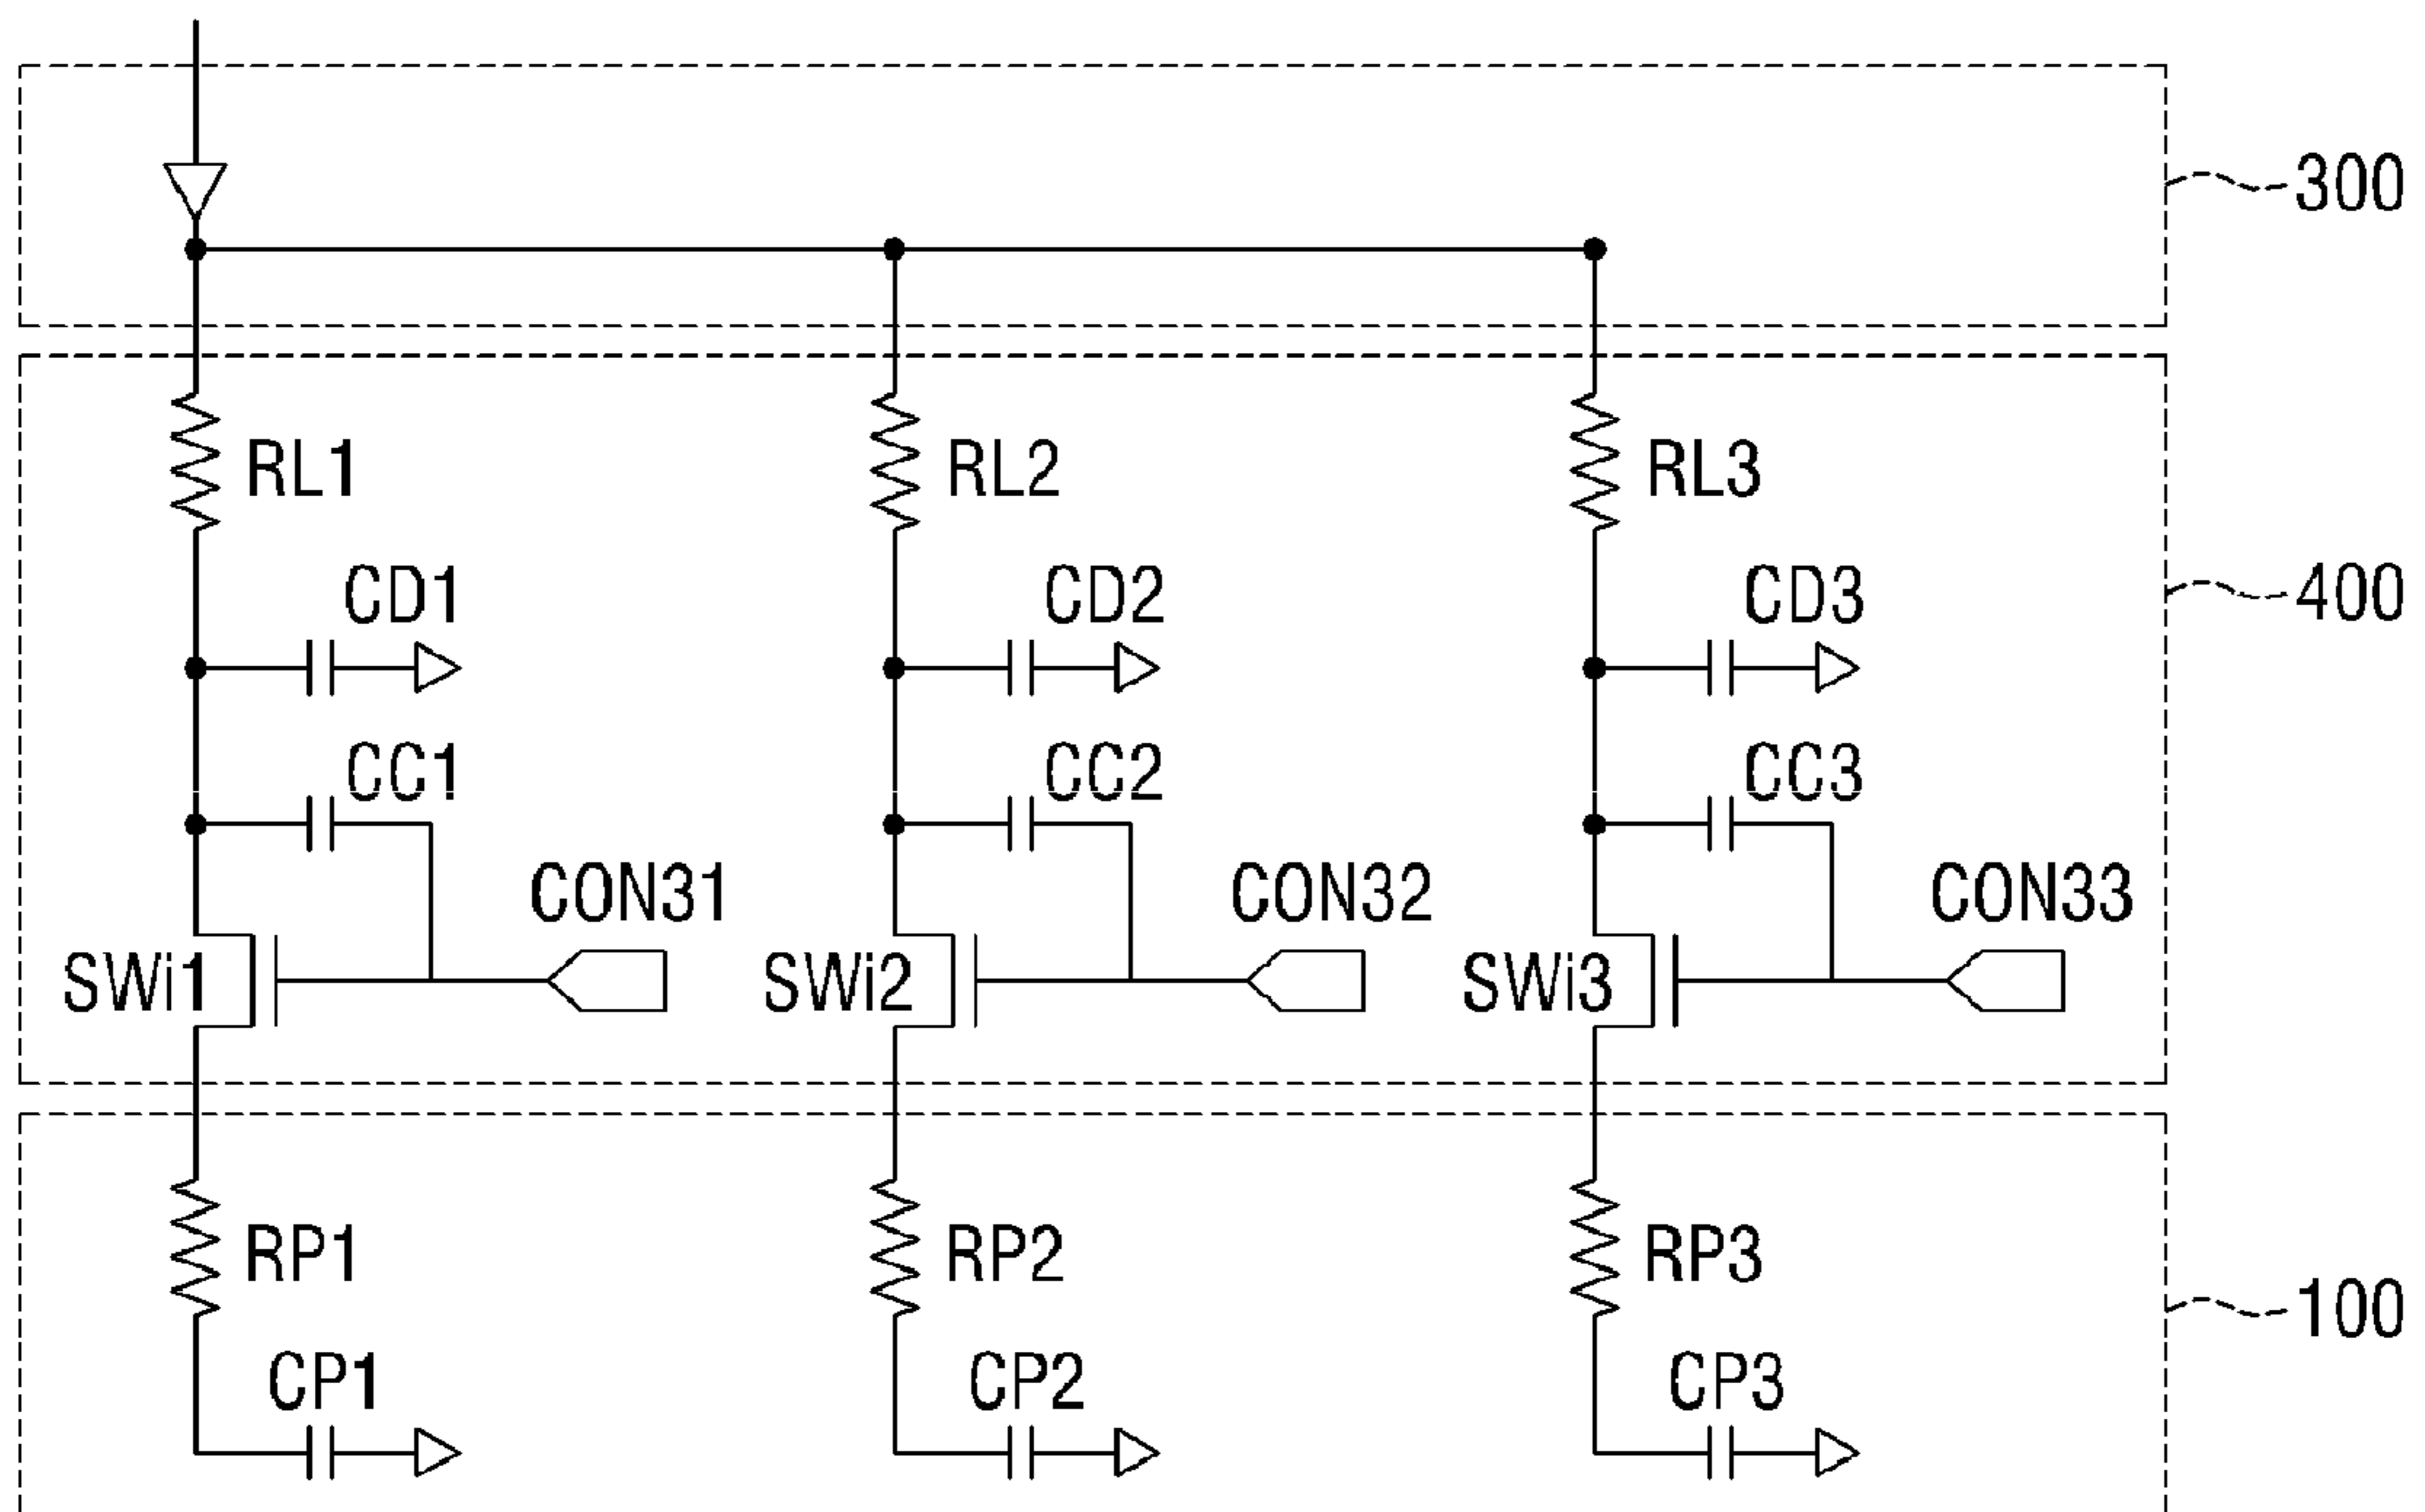 300
RL1 RL2 RL3
CD1 CD2 CD3
400
CC1 CC2 CC3
CON31 CON32 CON33
SWi1 SWi2 SWi3
RP1 RP2 RP3
100
CP1 CP2 CP3